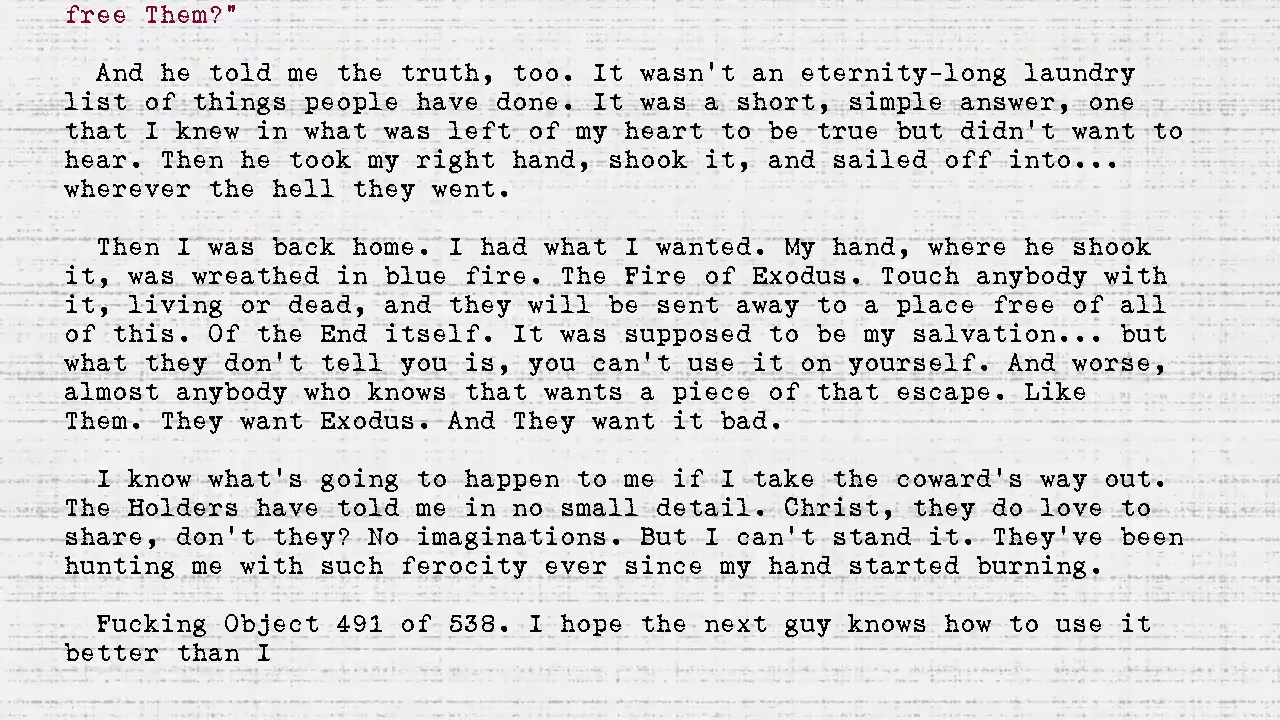 free Them?"
And he told me the truth, too. It wasn't an eternity-long laundry
list of things people have done. It was a short, simple answer, one
that I knew in what was left of my heart to be true but didn't want to
hear. Then he took my right hand, shook it, and sailed off into...
wherever the hell they went.
Then I was back home. I had what I wanted. My hand, where he shook
it, was wreathed in blue fire. The Fire of Exodus. Touch anybody with
it, living or dead, and they will be sent away to a place free of all
of this. Of the End itself. It was supposed to be my salvation... but
what they don't tell you is, you can't use it on yourself. And worse,
almost anybody who knows that wants a piece of that escape. Like
Them. They want Exodus. And They want it bad.
I know what's going to happen to me if I take the coward's way out.
The Holders have told me in no small detail. Christ, they do love to
share, don't they? No imaginations. But I can't stand it. They've been
hunting me with such ferocity ever since my hand started burning.
Fucking Object 491 of 538. I hope the next guy knows how to use it
better than I